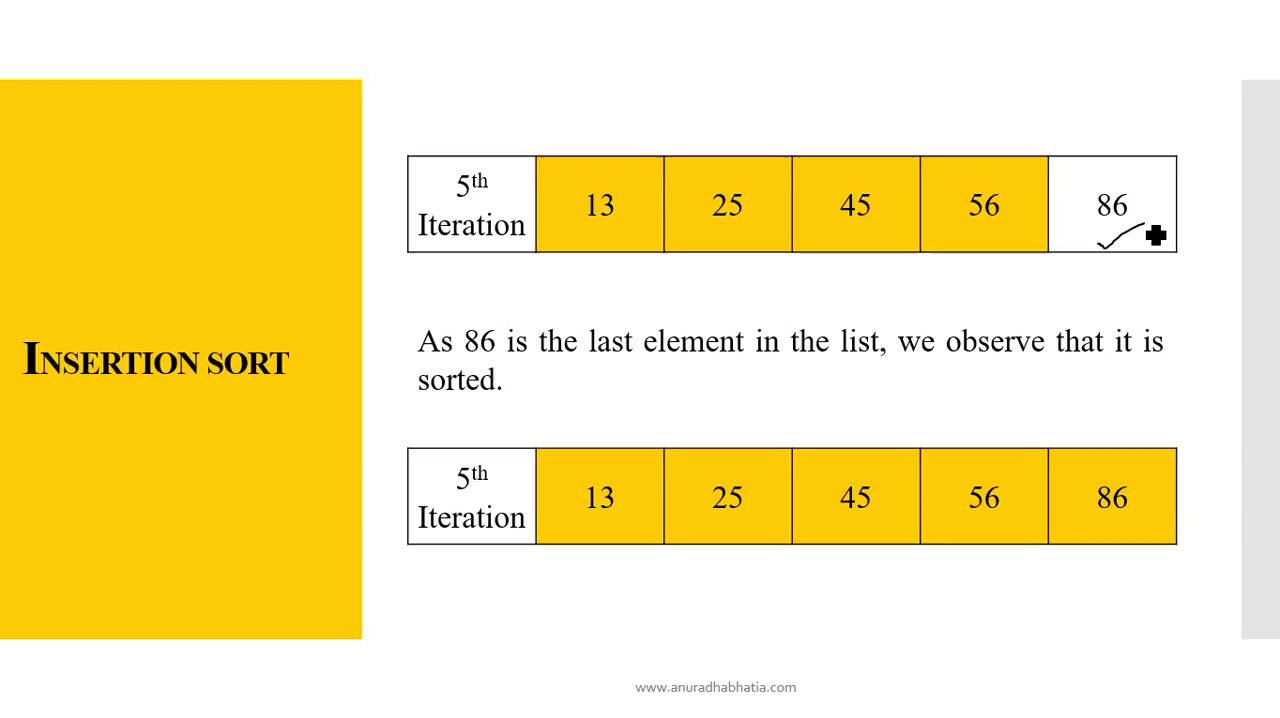 INSERTION SORT
5th
Iteration
13 25 45 56 86
As 86 is the last element in the list, we observe that it is
sorted.
5th
Iteration
13 25 45 56 86
www.anuradhabhatia.com